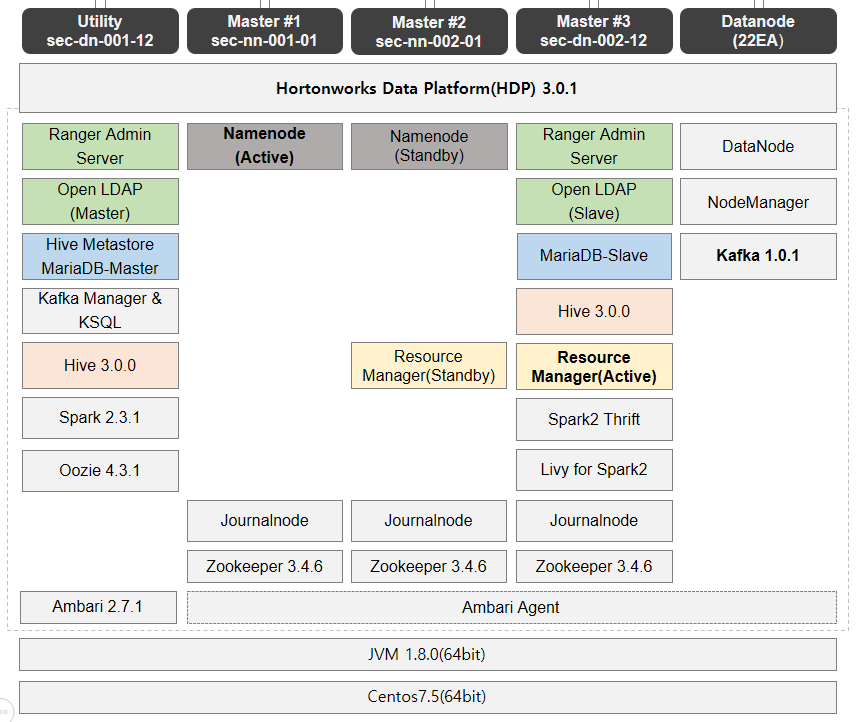 Utility
sec-dn-001-12
Master #1
sec-nn-001-01
Master #2
sec-nn-002-01
Master #3
sec-dn-002-12
Datanode
(22EA)
Hortonworks Data Platform(HDP) 3.0.1
Ranger Admin
Server
Namenode
(Active)
Namenode
(Standby)
Ranger Admin
Server
DataNode
Open LDAP
(Master)
Open LDAP
(Slave)
NodeManager
Hive Metastore
MariaDB-Master
MariaDB-Slave
Kafka 1.0.1
Kafka Manager &
KSQL
Hive 3.0.0
Hive 3.0.0
Resource
Manager(Standby)
Resource
Manager(Active)
Spark 2.3.1
Spark2 Thrift
Oozie 4.3.1
Livy for Spark2
Journalnode
Journalnode
Journalnode
Zookeeper 3.4.6
Zookeeper 3.4.6
Zookeeper 3.4.6
Ambari 2.7.1
Ambari Agent
JVM 1.8.0(64bit)
Centos7.5(64bit)